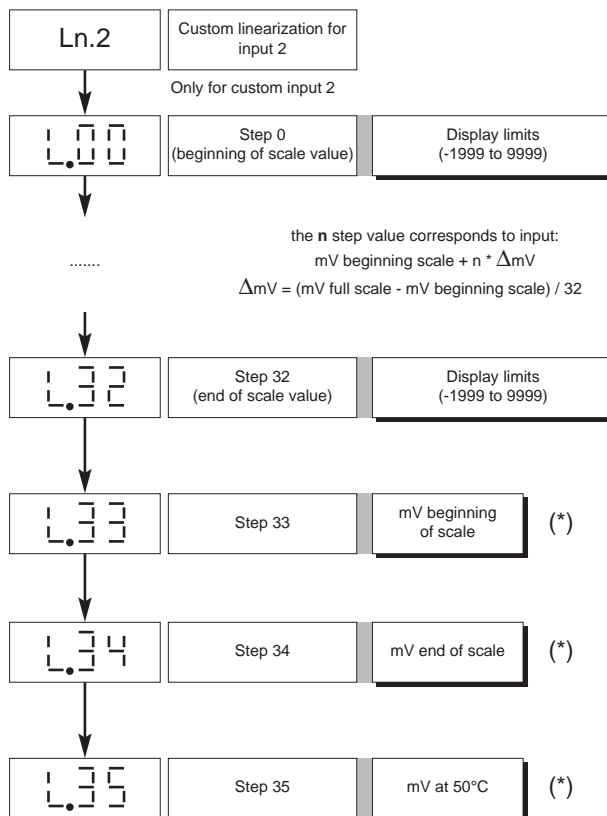 Ln.2
Custom linearization for
input 2
Only for custom input 2
L.00
Step 0
(beginning of scale value)
Display limits
(-1999 to 9999)
.......
the n step value corresponds to input:
mV beginning scale + n * ΔmV
ΔmV = (mV full scale - mV beginning scale) / 32
L.32
Step 32
(end of scale value)
Display limits
(-1999 to 9999)
L.33
Step 33
mV beginning
of scale
(*)
L.34
Step 34
mV end of scale
(*)
L.35
Step 35
mV at 50°C
(*)